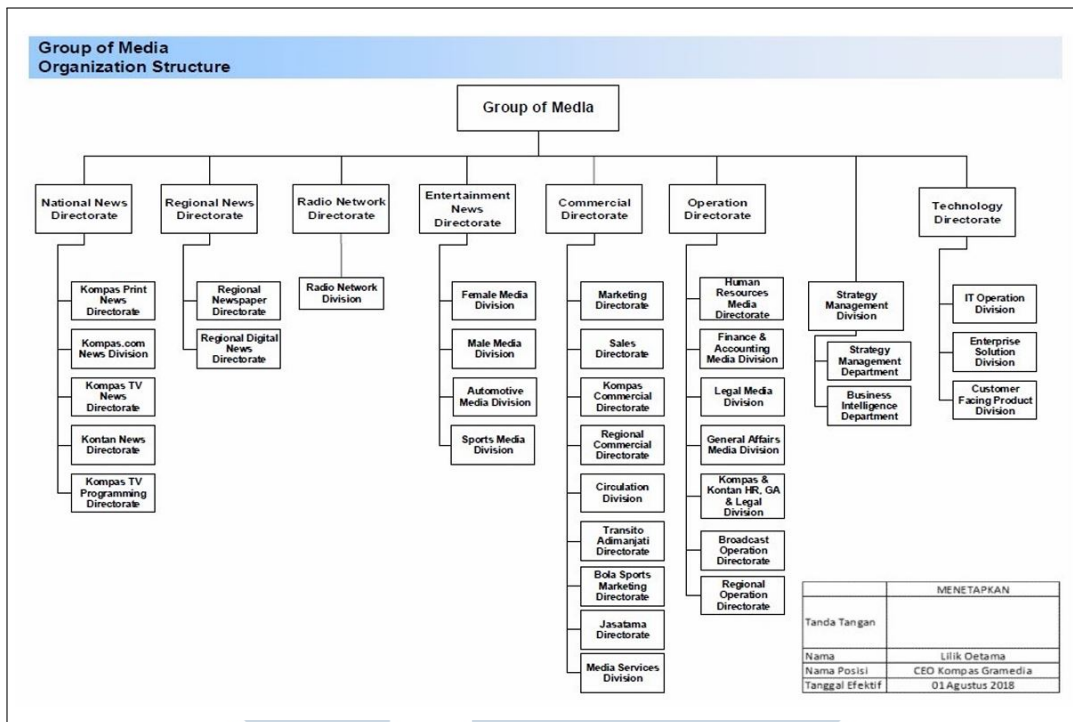 Group of Media
Organization Structure
Group of Media
National News
Directorate
Regional News
Directorate
Radio Network
Directorate
Entertainment
News
Directorate
Commercial
Directorate
Operation
Directorate
Technology
Directorate
Kompas Print
News
Directorate
Kompas.com
News Division
Kompas TV
News
Directorate
Kontan News
Directorate
Kompas TV
Programming
Directorate
Regional
Newspaper
Directorate
Regional Digital
News
Directorate
Radio Network
Division
Female Media
Division
Male Media
Division
Automotive
Media Division
Sports Media
Division
Marketing
Directorate
Sales
Directorate
Kompas
Commercial
Directorate
Regional
Commercial
Directorate
Circulation
Division
Transito
Adimanjati
Directorate
Bola Sports
Marketing
Directorate
Jasatama
Directorate
Media Services
Division
Human
Resources
Media
Directorate
Finance &
Accounting
Media Division
Legal Media
Division
General Affairs
Media Division
Kompas &
Kontan HR, GA
& Legal
Division
Broadcast
Operation
Directorate
Regional
Operation
Directorate
Strategy
Management
Division
Strategy
Management
Department
Business
Intelligence
Department
IT Operation
Division
Enterprise
Solution
Division
Customer
Facing Product
Division
MENETAPKAN
Tanda Tangan
Nama Lilik Oetama
Nama Posisi CEO Kompas Gramedia
Tanggal Efektif 01 Agustus 2018